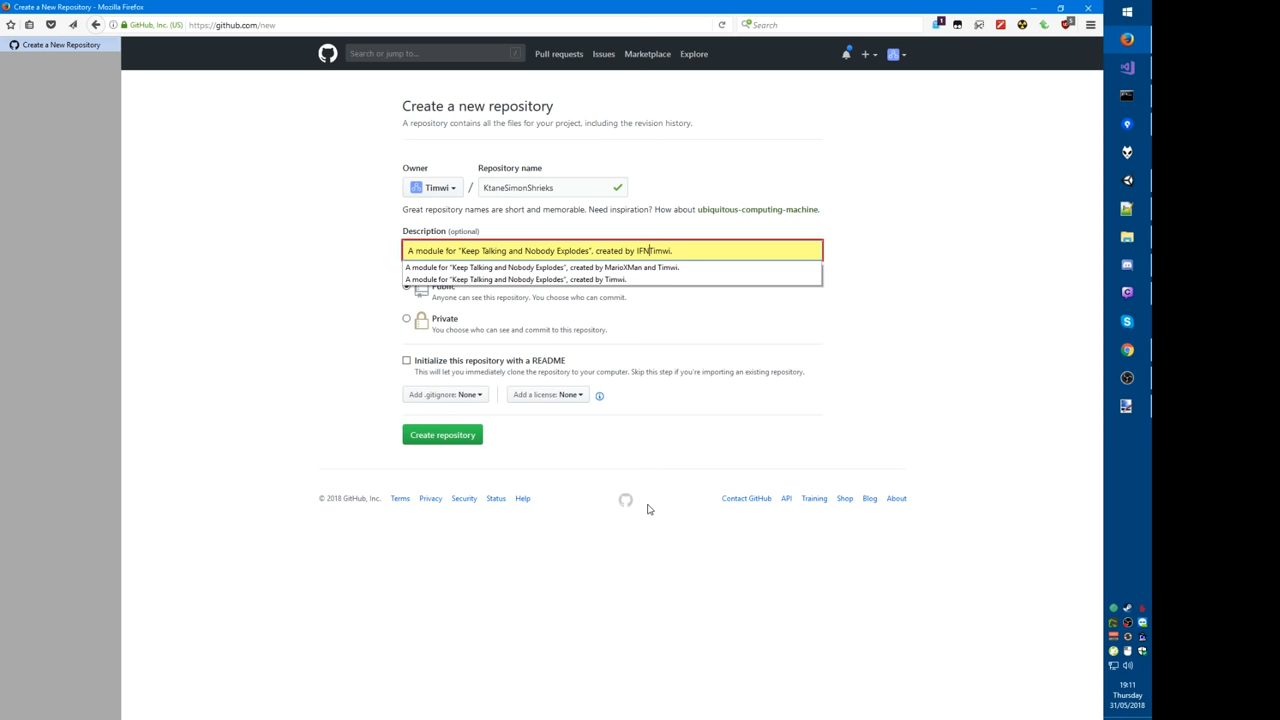 Create a New Repository - Mozilla Firefox
GitHub, Inc. (US)
https://github.com/new
Search
1
5
Create a New Repository
Search or jump to...
/
Pull requests
Issues
Marketplace
Explore
Create a new repository
A repository contains all the files for your project, including the revision history.
Owner
Repository name
Timwi
/
KtaneSimonShrieks
Great repository names are short and memorable. Need inspiration? How about ubiquitous-computing-machine.
Description (optional)
A module for “Keep Talking and Nobody Explodes”, created by IFNTimwi.
A module for “Keep Talking and Nobody Explodes”, created by MarioXMan and Timwi.
A module for “Keep Talking and Nobody Explodes”, created by Timwi.
Public
Anyone can see this repository. You choose who can commit.
Private
You choose who can see and commit to this repository.
Initialize this repository with a README
This will let you immediately clone the repository to your computer. Skip this step if you're importing an existing repository.
Add .gitignore: None
Add a license: None
Create repository
© 2018 GitHub, Inc.
Terms
Privacy
Security
Status
Help
Contact GitHub
API
Training
Shop
Blog
About
19:11
Thursday
31/05/2018